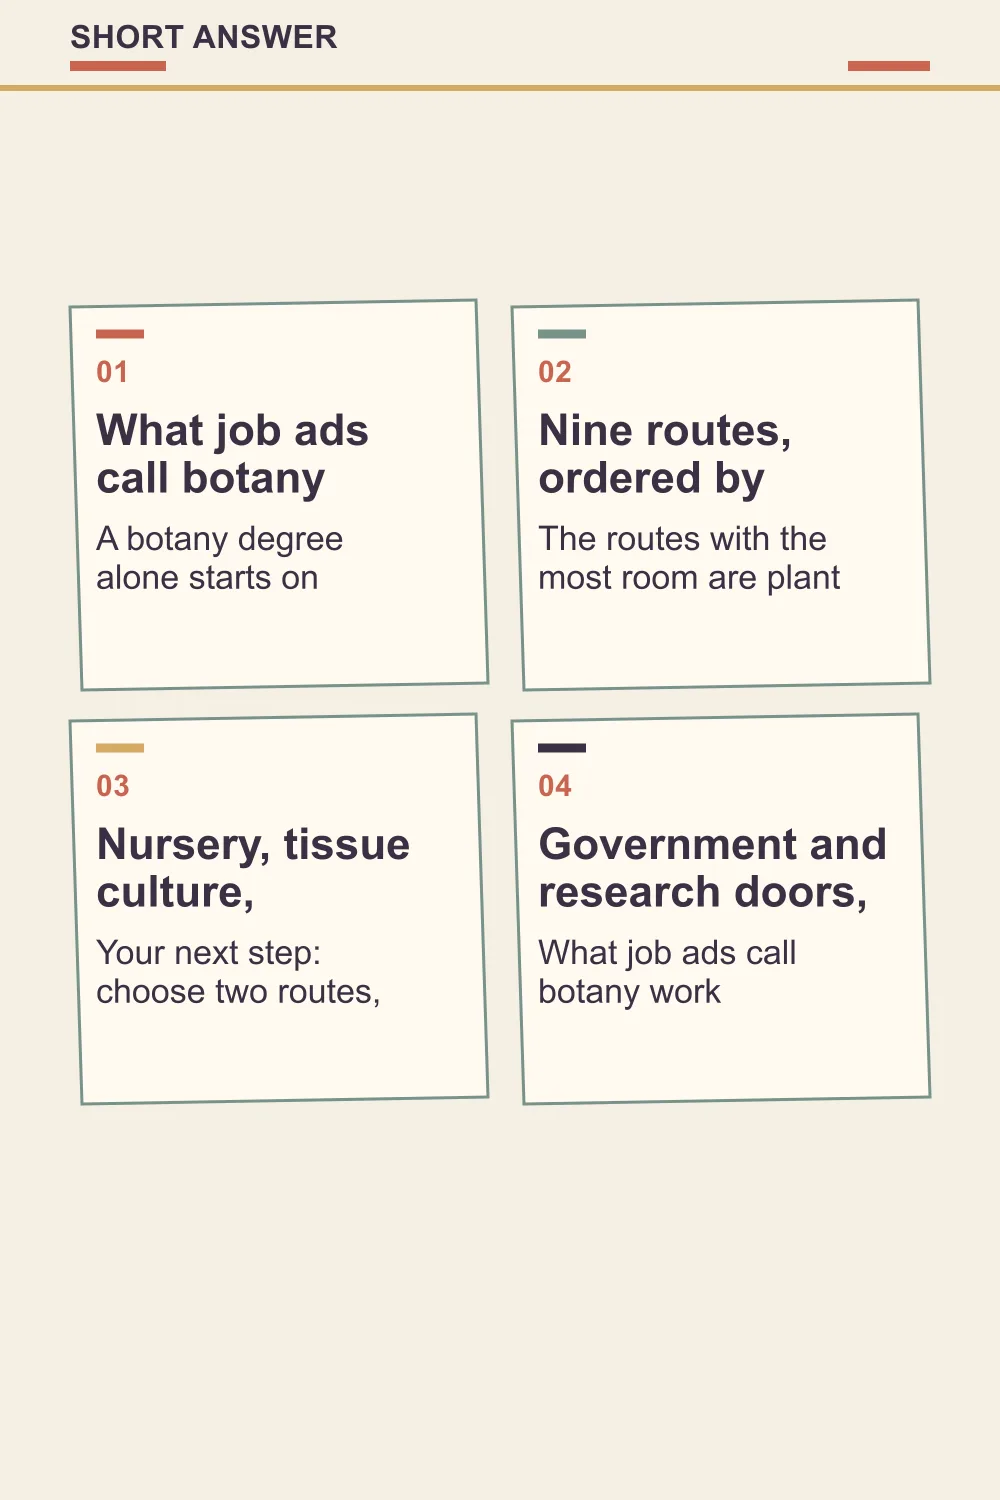 SHORT ANSWER
01
What job ads
call botany
A botany degree
alone starts on
02
Nine routes,
ordered by
The routes with the
most room are plant
03
Nursery, tissue
culture,
Your next step:
choose two routes,
04
Government and
research doors,
What job ads call
botany work